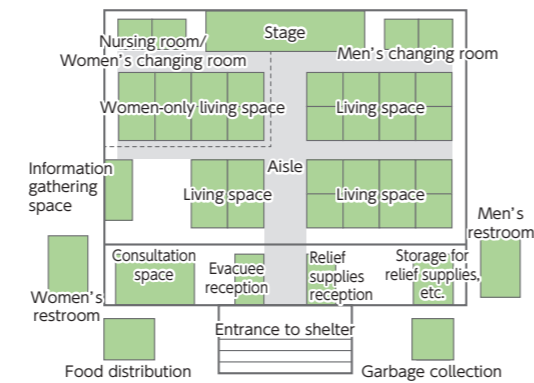 Stage
Nursing room/
Women's changing room
Men's changing room
Women-only living space
Living space
Information
gathering
space
Aisle
Living space
Living space
Men's
restroom
Consultation
space
Evacuee
reception
Relief
supplies
reception
Storage for
relief supplies,
etc.
Women's
restroom
Entrance to shelter
Food distribution
Garbage collection